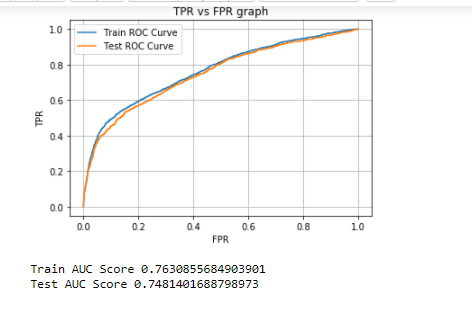 TPR vs FPR graph
Train ROC Curve
Test ROC Curve
1.0
0.8
0.6
0.4
0.2
0.0
TPR
0.0 0.2 0.4 0.6 0.8 1.0
FPR
Train AUC Score 0.7630855684903901
Test AUC Score 0.7481401688798973